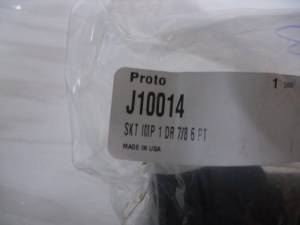 Proto
1
J10014
SKT IMP 1 DR 7/8 6 PT
MADE IN USA